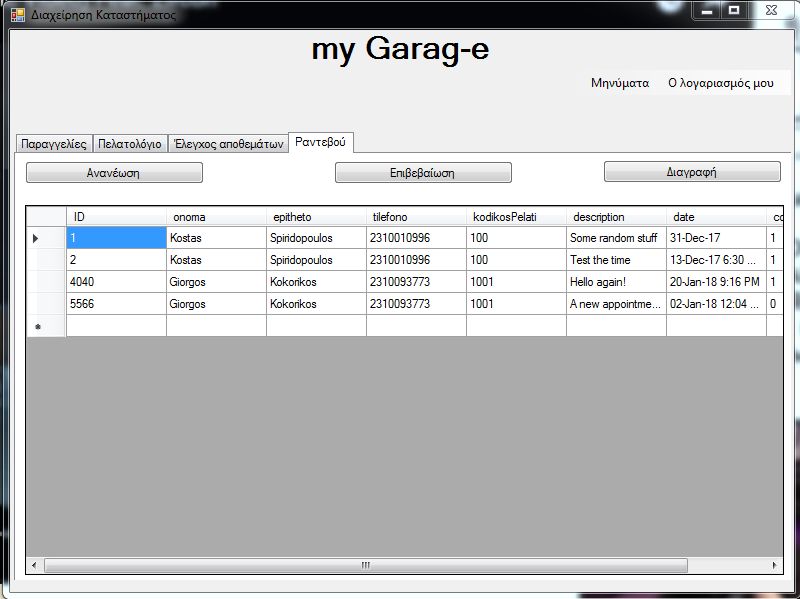 Διαχείρηση Καταστήματος
my Garag-e
Μηνύματα Ο λογαριασμός μου
Παραγγελίες Πελατολόγιο Έλεγχος αποθεμάτων Ραντεβού
Ανανέωση Επιβεβαίωση Διαγραφή
ID onoma epitheto tilefono kodikosPelati description date co
1 Kostas Spiridopoulos 2310010996 100 Some random stuff 31-Dec-17 1
2 Kostas Spiridopoulos 2310010996 100 Test the time 13-Dec-17 6:30 ... 1
4040 Giorgos Kokorikos 2310093773 1001 Hello again! 20-Jan-18 9:16 PM 1
5566 Giorgos Kokorikos 2310093773 1001 A new appointme... 02-Jan-18 12:04 ... 0